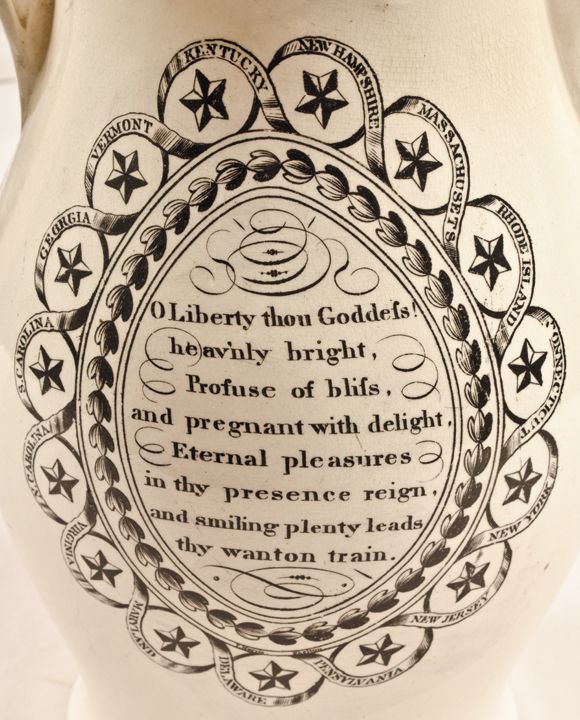 KENTUCKY
NEW HAMPSHIRE
MASSACHUSETS
RHODE ISLAND
CONNECTICUT
NEW YORK
NEW JERSEY
PENSYLVANIA
DELAWARE
MARYLAND
VIRGINIA
N. CAROLINA
S. CAROLINA
GEORGIA
VERMONT
O Liberty thou Goddeſs!
heav'nly bright,
Profuse of bliſs,
and pregnant with delight,
Eternal pleasures
in thy presence reign,
and smiling plenty leads
thy wanton train.